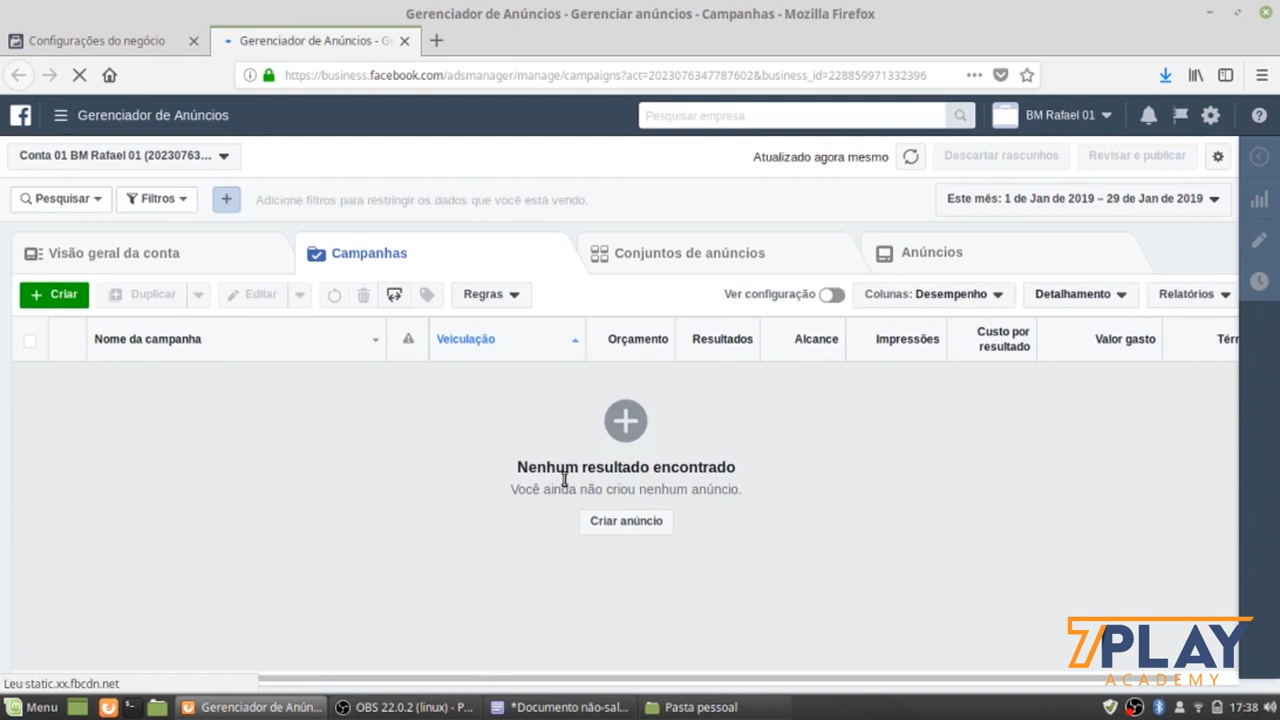 Gerenciador de Anúncios - Gerenciar anúncios - Campanhas - Mozilla Firefox
Configurações do negócio
Gerenciador de Anúncios - G
https://business.facebook.com/adsmanager/manage/campaigns?act=2023076347787602&business_id=228859971332396
Gerenciador de Anúncios
Pesquisar empresa
BM Rafael 01
Conta 01 BM Rafael 01 (20230763...
Atualizado agora mesmo
Descartar rascunhos
Revisar e publicar
Pesquisar
Filtros
Adicione filtros para restringir os dados que você está vendo.
Este mês: 1 de Jan de 2019 – 29 de Jan de 2019
Visão geral da conta
Campanhas
Conjuntos de anúncios
Anúncios
+ Criar
Duplicar
Editar
Regras
Ver configuração
Colunas: Desempenho
Detalhamento
Relatórios
Nome da campanha
Veiculação
Orçamento
Resultados
Alcance
Impressões
Custo por
resultado
Valor gasto
Térr
Nenhum resultado encontrado
Você ainda não criou nenhum anúncio.
Criar anúncio
7PLAY
ACADEMY
Leu static.xx.fbcdn.net
Menu
Gerenciador de Anún...
OBS 22.0.2 (linux) - P...
*Documento não-sal...
Pasta pessoal
17:38